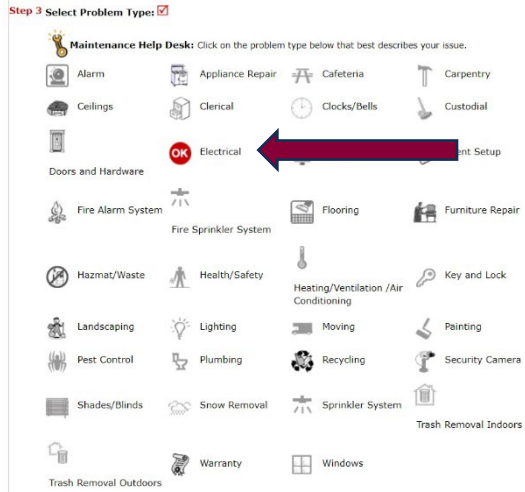 Step 3 Select Problem Type:
Maintenance Help Desk: Click on the problem type below that best describes your issue.
Alarm
Appliance Repair
Cafeteria
Carpentry
Ceilings
Clerical
Clocks/Bells
Custodial
Doors and Hardware
OK
Electrical
Setup
Fire Alarm System
Fire Sprinkler System
Flooring
Furniture Repair
Hazmat/Waste
Health/Safety
Heating/Ventilation /Air
Conditioning
Key and Lock
Landscaping
Lighting
Moving
Painting
Pest Control
Plumbing
Recycling
Security Camera
Shades/Blinds
Snow Removal
Sprinkler System
Trash Removal Indoors
Trash Removal Outdoors
Warranty
Windows